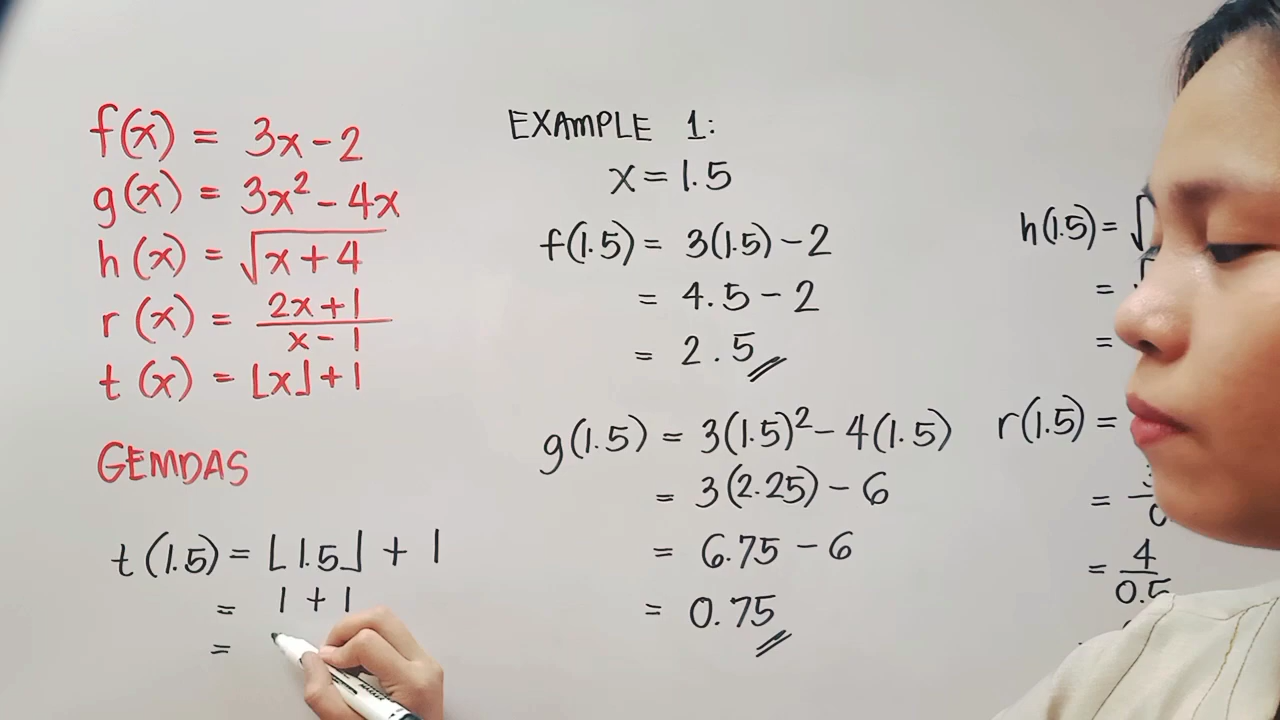 f(x) = 3x - 2
g(x) = 3x² - 4x
h(x) = √x + 4
r(x) = 2x + 1 / x - 1
t(x) = ⌊x⌋ + 1
GEMDAS
t(1.5) = ⌊1.5⌋ + 1
= 1 + 1
=
EXAMPLE 1:
x = 1.5
f(1.5) = 3(1.5) - 2
= 4.5 - 2
= 2.5
g(1.5) = 3(1.5)² - 4(1.5)
= 3(2.25) - 6
= 6.75 - 6
= 0.75
h(1.5) = √
= √
=
r(1.5) =
=
= 4 / 0.5